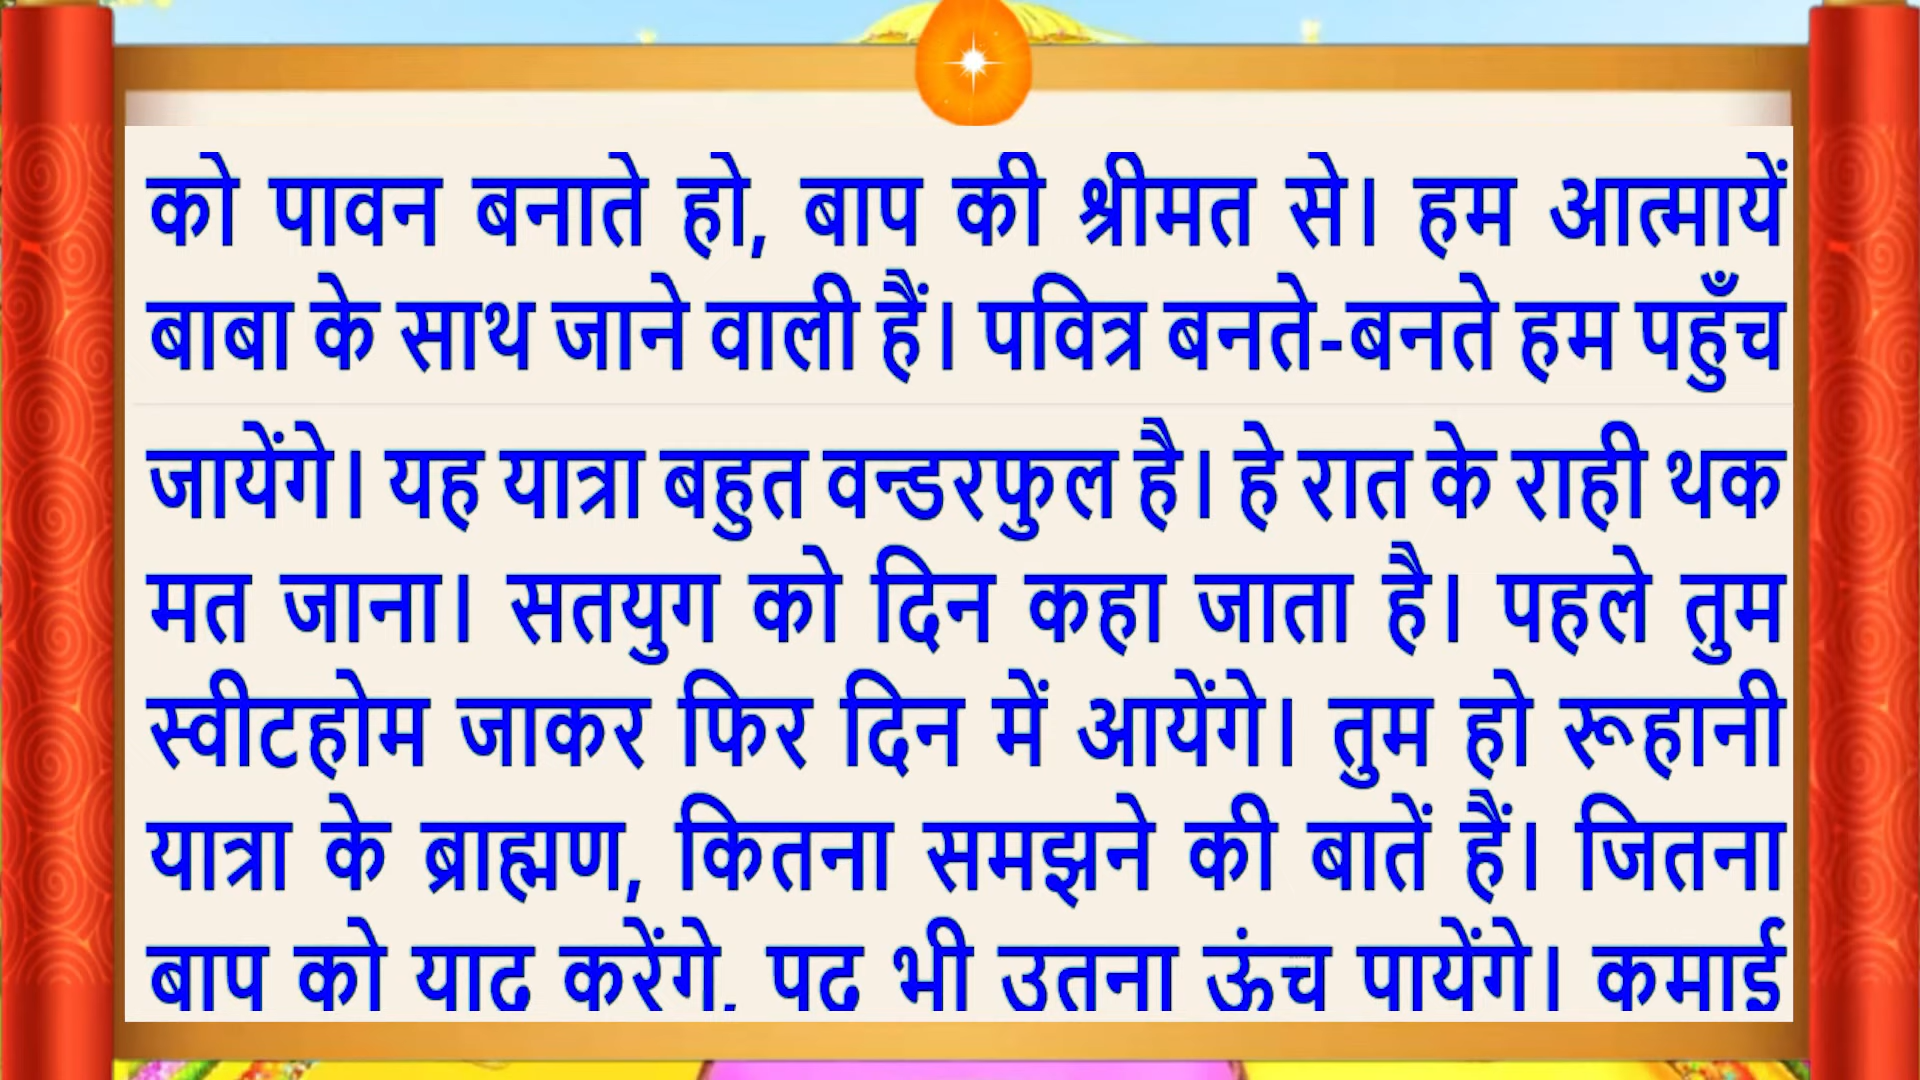 को पावन बनाते हो, बाप की श्रीमत से। हम आत्मायें
बाबा के साथ जाने वाली हैं। पवित्र बनते-बनते हम पहुँच
जायेंगे। यह यात्रा बहुत वन्डरफुल है। हे रात के राही थक
मत जाना। सतयुग को दिन कहा जाता है। पहले तुम
स्वीटहोम जाकर फिर दिन में आयेंगे। तुम हो रूहानी
यात्रा के ब्राह्मण, कितना समझने की बातें हैं। जितना
बाप को याद करेंगे, पद भी उतना ऊंच पायेंगे। कमाई